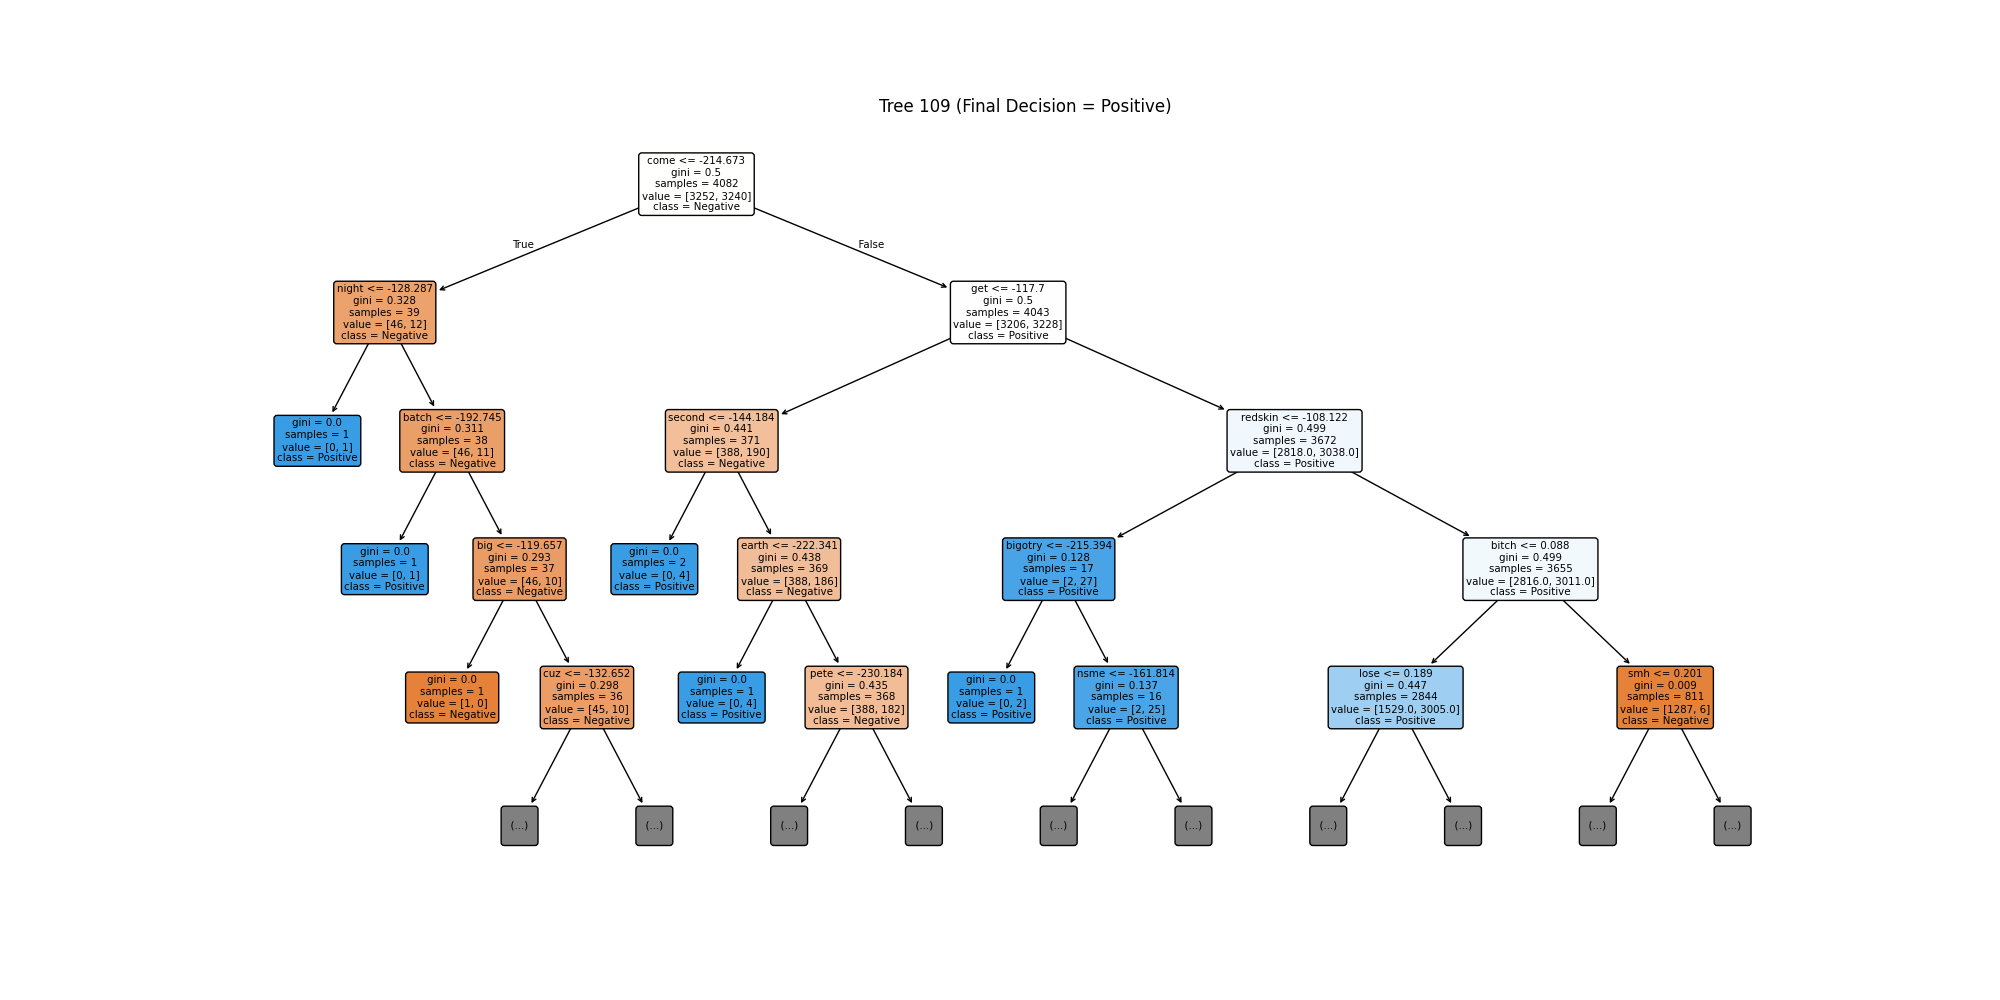 Tree 109 (Final Decision = Positive)
come <= -214.673
gini = 0.5
samples = 4082
value = [3252, 3240]
class = Negative
True
False
night <= -128.287
gini = 0.328
samples = 39
value = [46, 12]
class = Negative
get <= -117.7
gini = 0.5
samples = 4043
value = [3206, 3228]
class = Positive
gini = 0.0
samples = 1
value = [0, 1]
class = Positive
batch <= -192.745
gini = 0.311
samples = 38
value = [46, 11]
class = Negative
second <= -144.184
gini = 0.441
samples = 371
value = [388, 190]
class = Negative
redskin <= -108.122
gini = 0.499
samples = 3672
value = [2818.0, 3038.0]
class = Positive
gini = 0.0
samples = 1
value = [0, 1]
class = Positive
big <= -119.657
gini = 0.293
samples = 37
value = [46, 10]
class = Negative
gini = 0.0
samples = 2
value = [0, 4]
class = Positive
earth <= -222.341
gini = 0.438
samples = 369
value = [388, 186]
class = Negative
bigotry <= -215.394
gini = 0.128
samples = 17
value = [2, 27]
class = Positive
bitch <= 0.088
gini = 0.499
samples = 3655
value = [2816.0, 3011.0]
class = Positive
gini = 0.0
samples = 1
value = [1, 0]
class = Negative
cuz <= -132.652
gini = 0.298
samples = 36
value = [45, 10]
class = Negative
gini = 0.0
samples = 1
value = [0, 4]
class = Positive
pete <= -230.184
gini = 0.435
samples = 368
value = [388, 182]
class = Negative
gini = 0.0
samples = 1
value = [0, 2]
class = Positive
nsme <= -161.814
gini = 0.137
samples = 16
value = [2, 25]
class = Positive
lose <= 0.189
gini = 0.447
samples = 2844
value = [1529.0, 3005.0]
class = Positive
smh <= 0.201
gini = 0.009
samples = 811
value = [1287, 6]
class = Negative
(...)
(...)
(...)
(...)
(...)
(...)
(...)
(...)
(...)
(...)